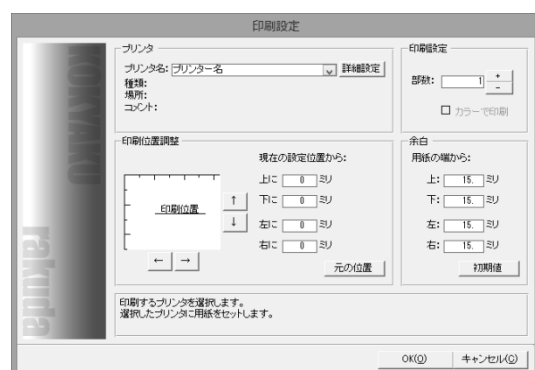 印刷設定
KOKYAKU
rakuda
プリンタ
プリンタ名: プリンター名 詳細設定
種類:
場所:
コメント:
印刷設定
部数: 1 + -
カラーで印刷
印刷位置調整
現在の設定位置から:
印刷位置
上に 0 ミリ
下に 0 ミリ
左に 0 ミリ
右に 0 ミリ
↑
↓
← →
元の位置
余白
用紙の端から:
上: 15. ミリ
下: 15. ミリ
左: 15. ミリ
右: 15. ミリ
初期値
印刷するプリンタを選択します。
選択したプリンタに用紙をセットします。
OK(O) キャンセル(C)